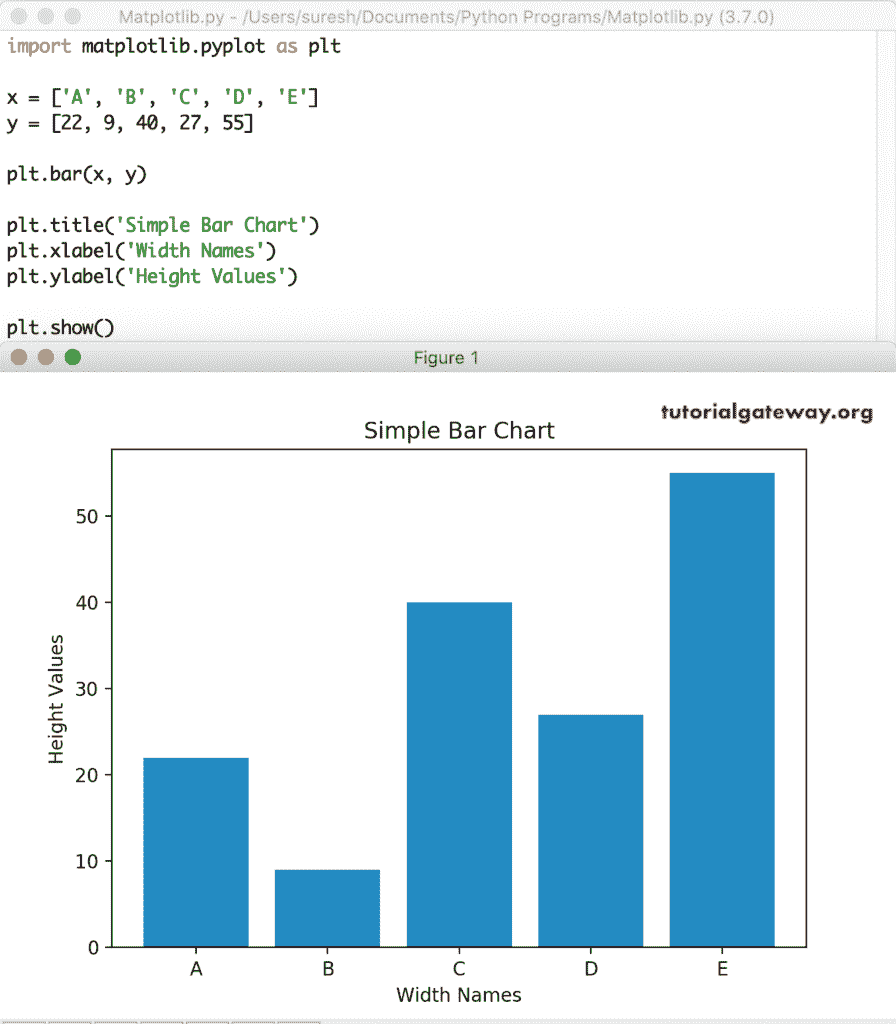 Matplotlib.py - /Users/suresh/Documents/Python Programs/Matplotlib.py (3.7.0)
import matplotlib.pyplot as plt
x = ['A', 'B', 'C', 'D', 'E']
y = [22, 9, 40, 27, 55]
plt.bar(x, y)
plt.title('Simple Bar Chart')
plt.xlabel('Width Names')
plt.ylabel('Height Values')
plt.show()
Figure 1
tutorialgateway.org
Simple Bar Chart
Height Values
50
40
30
20
10
0
A B C D E
Width Names